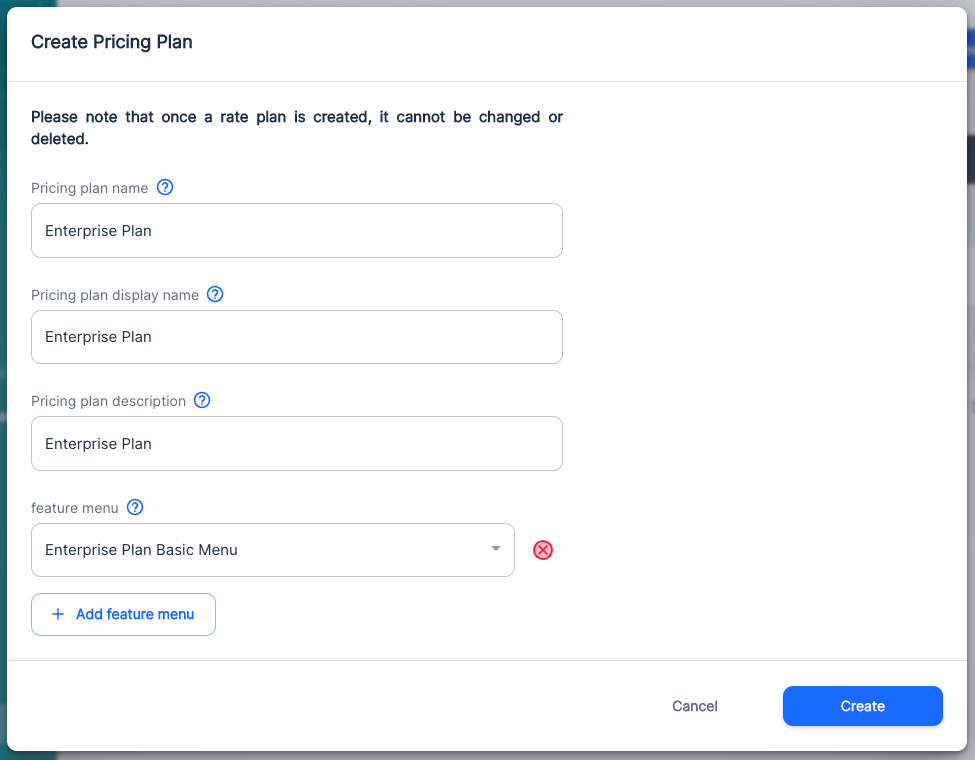 Create Pricing Plan
Please note that once a rate plan is created, it cannot be changed or
deleted.
Pricing plan name
Enterprise Plan
Pricing plan display name
Enterprise Plan
Pricing plan description
Enterprise Plan
feature menu
Enterprise Plan Basic Menu
+ Add feature menu
Cancel
Create